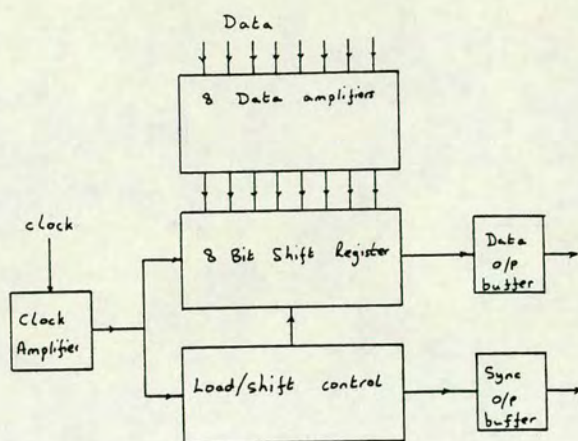 Data
8 Data amplifiers
clock
8 Bit Shift Register
Data
O/P
buffer
Clock
Amplifier
Load/shift control
Sync
O/P
buffer